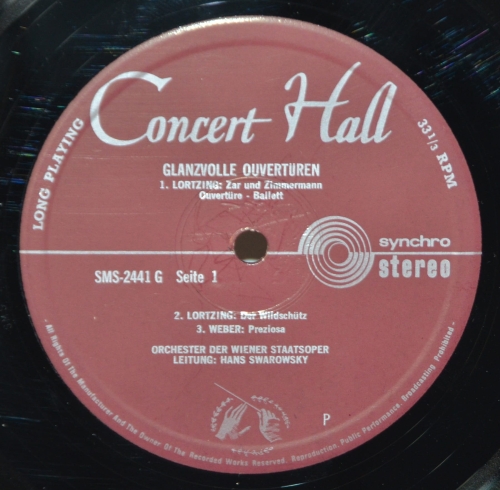 Concert Hall
LONG PLAYING
33 1/3 RPM
GLANZVOLLE OUVERTÜREN
1. LORTZING: Zar und Zimmermann
Ouvertüre - Ballett
synchro
stereo
SMS-2441 G Seite 1
2. LORTZING: Der Wildschütz
3. WEBER: Preziosa
ORCHESTER DER WIENER STAATSOPER
LEITUNG: HANS SWAROWSKY
P
- All Rights Of The Manufacturer And The Owner Of The Recorded Works Reserved. Reproduction Public Performance, Broadcasting Prohibited -